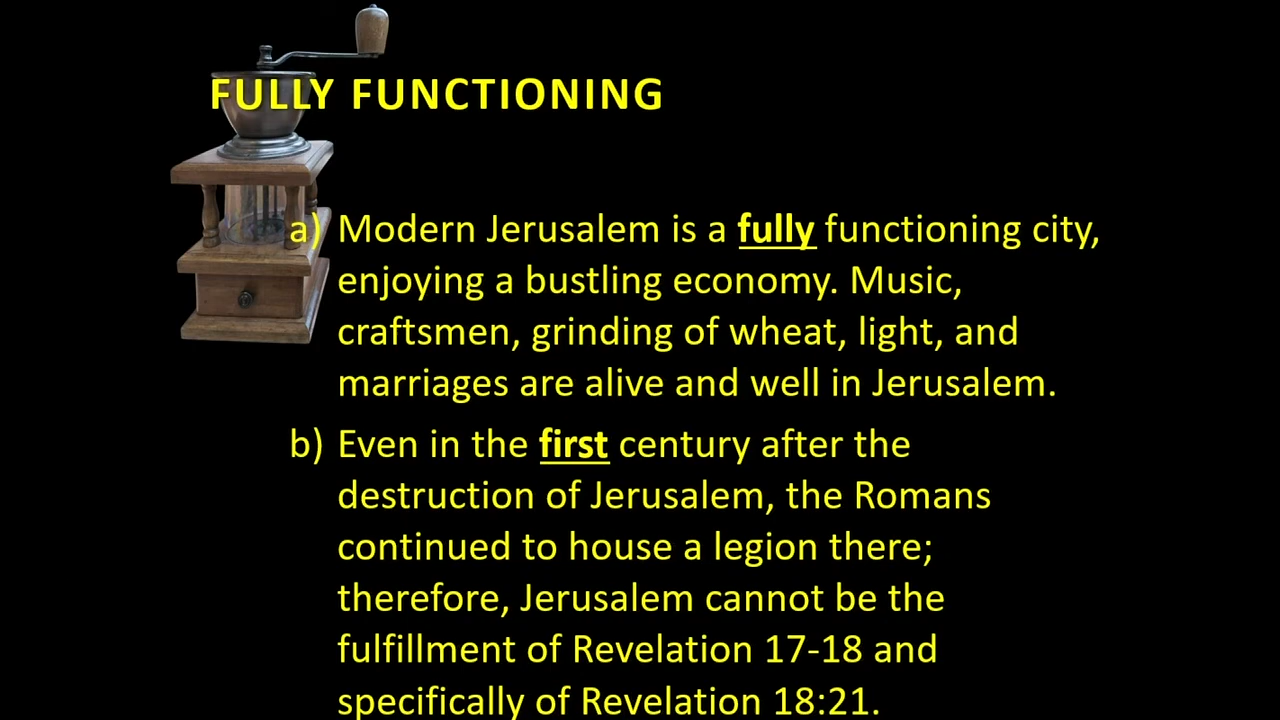 FULLY FUNCTIONING
a) Modern Jerusalem is a fully functioning city,
enjoying a bustling economy. Music,
craftsmen, grinding of wheat, light, and
marriages are alive and well in Jerusalem.
b) Even in the first century after the
destruction of Jerusalem, the Romans
continued to house a legion there;
therefore, Jerusalem cannot be the
fulfillment of Revelation 17-18 and
specifically of Revelation 18:21.